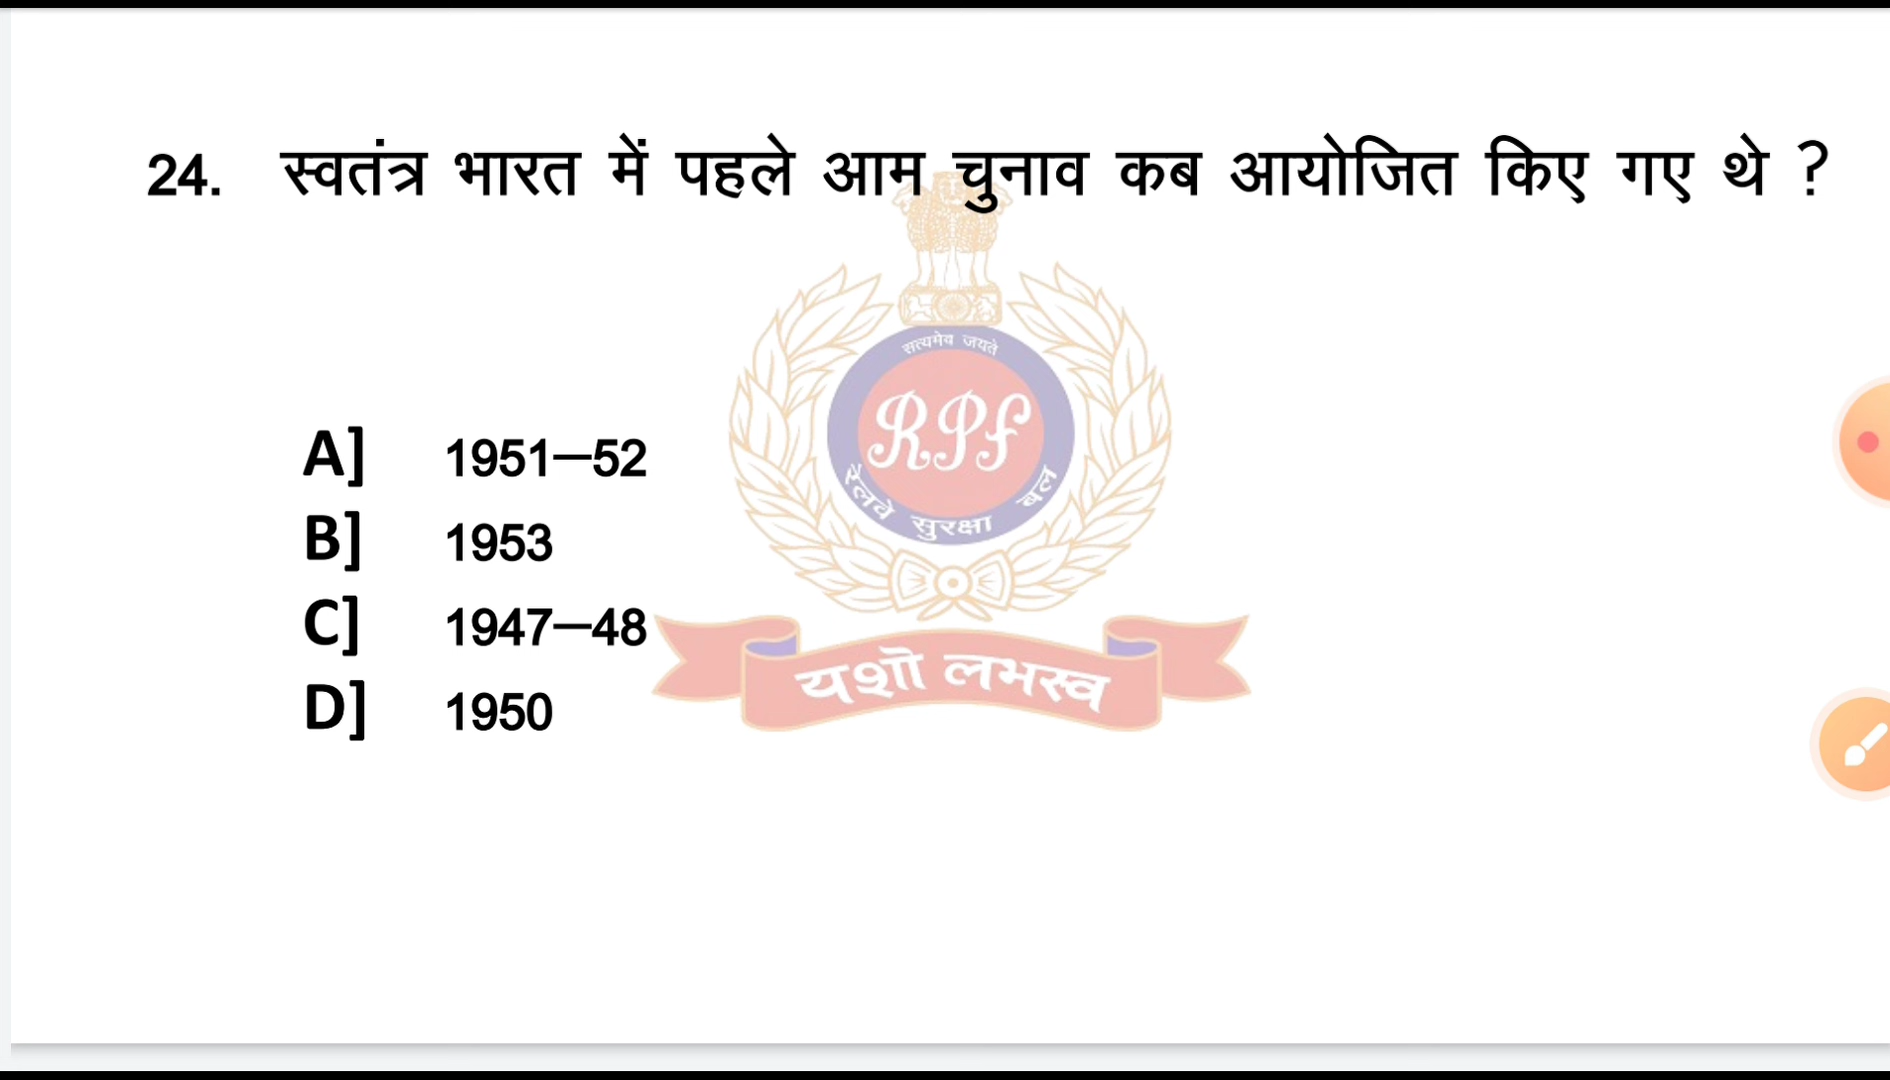 24. स्वतंत्र भारत में पहले आम चुनाव कब आयोजित किए गए थे ?
सत्यमेव जयते
RPf
रेलवे सुरक्षा बल
A] 1951–52
B] 1953
C] 1947–48
D] 1950
यशो लभस्व